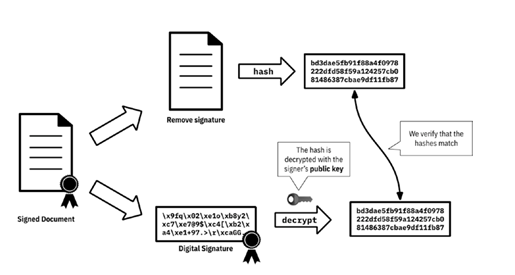 hash
bd3dae5fb91f88a4f0978
222dfd58f59a124257cb0
81486387cbae9df11fb87
Remove signature
We verify that the
hashes match
The hash is
decrypted with the
signer's public key
Signed Document
\x9fq\x02\xe1o\xb8y2\
xc7\xe789$\xc4[\xb2\x
a4\xe1+97.>\r\xcaGG
decrypt
bd3dae5fb91f88a4f0978
222dfd58f59a124257cb0
81486387cbae9df11fb87
Digital Signature